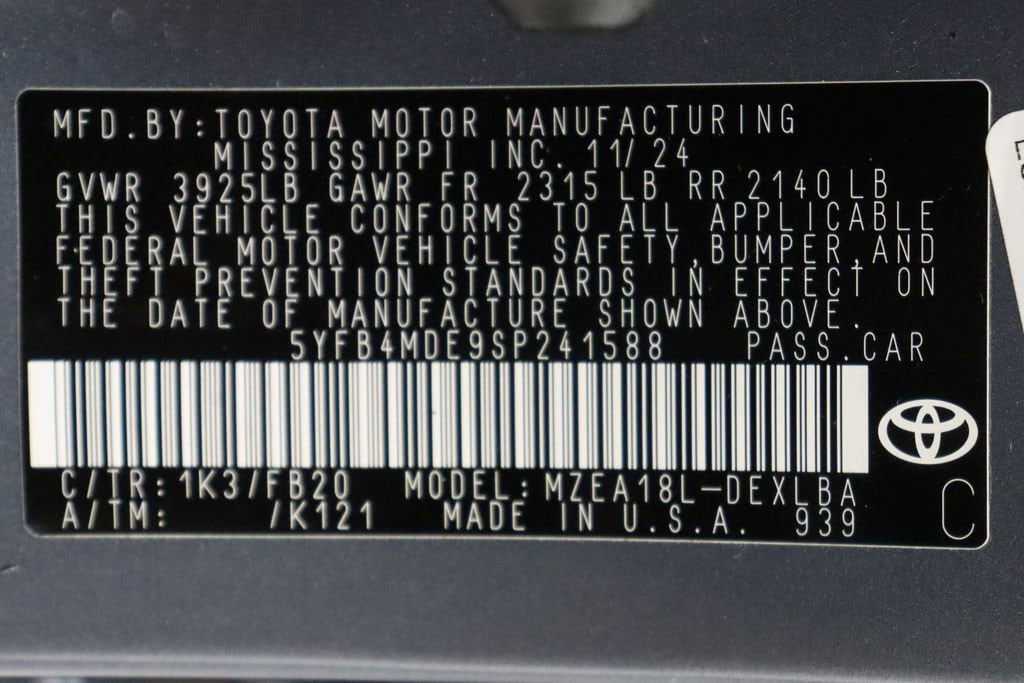 MFD.BY:TOYOTA MOTOR MANUFACTURING
MISSISSIPPI INC. 11/24
GVWR 3925LB GAWR FR 2315 LB RR 2140 LB
THIS VEHICLE CONFORMS TO ALL APPLICABLE
FEDERAL MOTOR VEHICLE SAFETY,BUMPER,AND
THEFT PREVENTION STANDARDS IN EFFECT ON
THE DATE OF MANUFACTURE SHOWN ABOVE.
5YFB4MDE9SP241588 PASS.CAR
C/TR:1K3/FB20 MODEL:MZEA18L-DEXLBA
A/TM: /K121 MADE IN U.S.A. 939
C